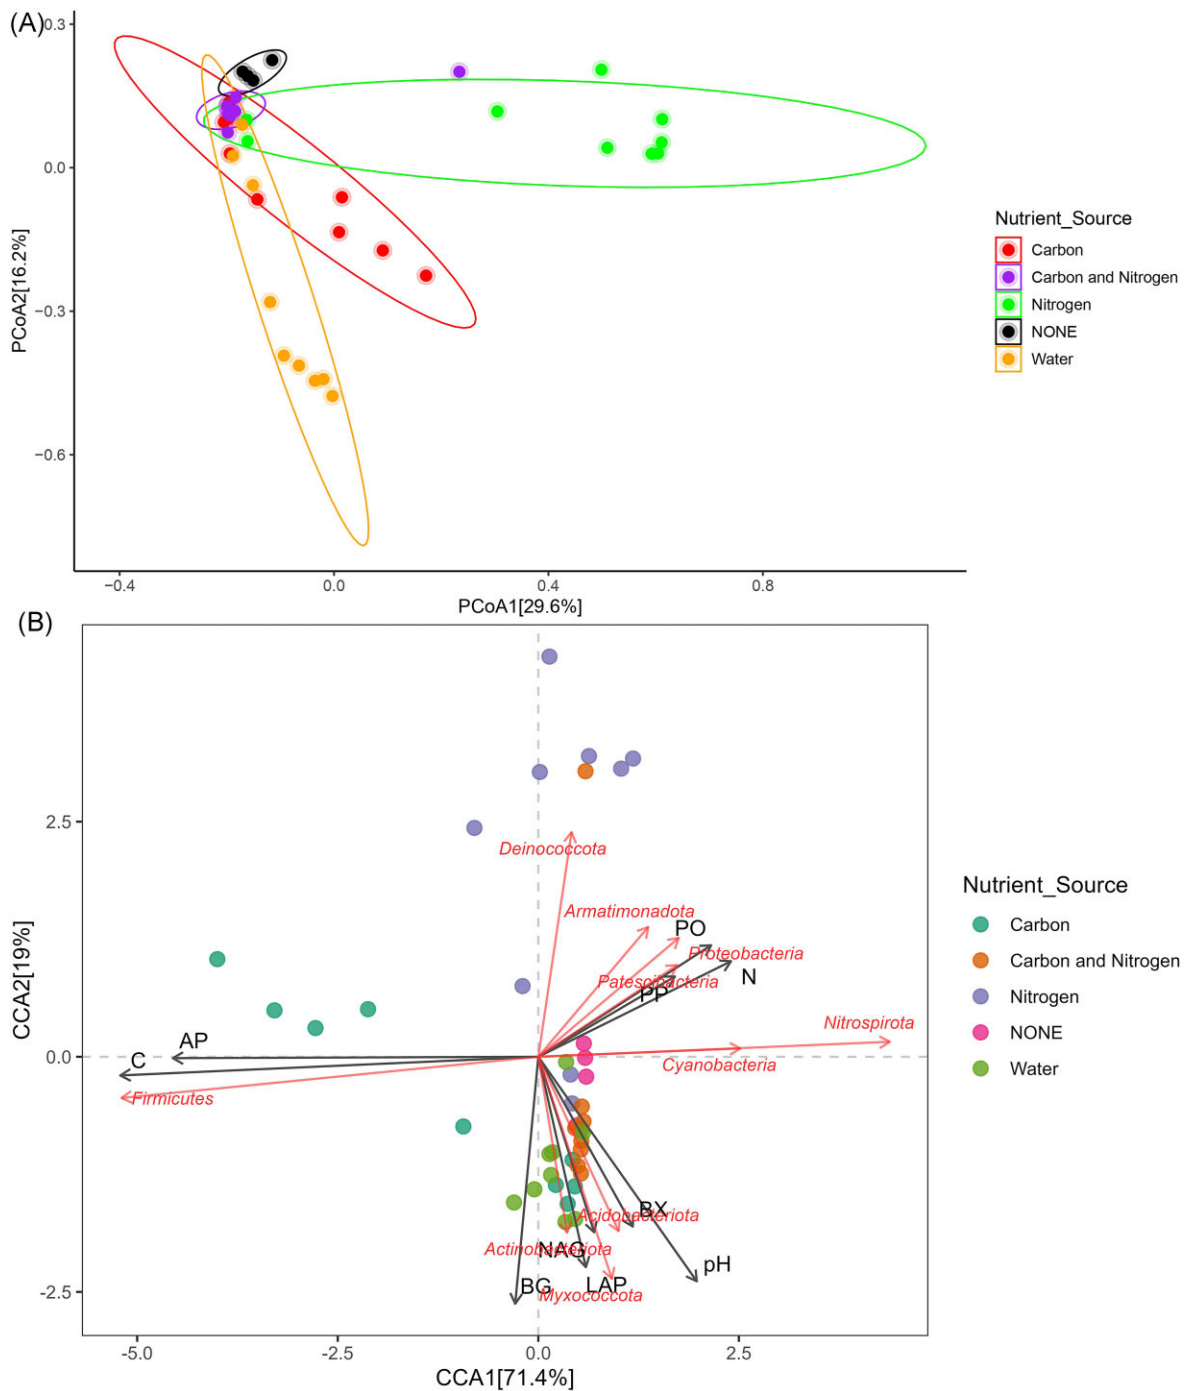 (A)
0.3
0.0
−0.3
−0.6
PCoA2[16.2%]
−0.4
0.0
0.4
0.8
PCoA1[29.6%]
Nutrient_Source
Carbon
Carbon and Nitrogen
Nitrogen
NONE
Water
(B)
2.5
0.0
-2.5
CCA2[19%]
-5.0
-2.5
0.0
2.5
CCA1[71.4%]
Deinococcota
Armatimonadota
PO
Proteobacteria
Patescibacteria
N
PP
Nitrospirota
AP
C
Cyanobacteria
Firmicutes
BX
Acidobacteriota
Actinobacteriota
NAG
pH
BG
LAP
Myxococcota
Nutrient_Source
Carbon
Carbon and Nitrogen
Nitrogen
NONE
Water